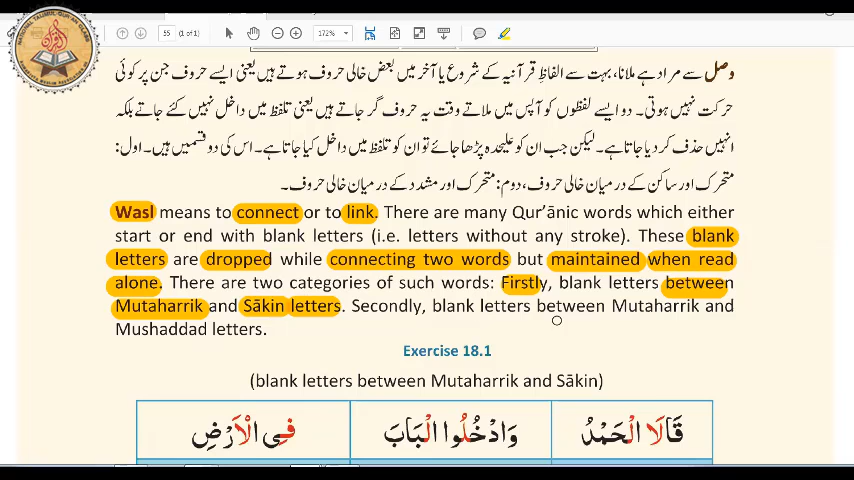 55 (1 of 1) 172%
وصل سے مراد ہے ملانا، بہت سے الفاظِ قرآنیہ کے شروع یا آخر میں بعض خالی حروف ہوتے ہیں یعنی ایسے حروف جن پر کوئی
حرکت نہیں ہوتی۔ دو ایسے لفظوں کو آپس میں ملاتے وقت یہ حروف گر جاتے ہیں یعنی تلفظ میں داخل نہیں کئے جاتے بلکہ
انہیں حذف کر دیا جاتا ہے۔ لیکن جب ان کو علیحدہ پڑھا جائے تو ان کو تلفظ میں داخل کیا جاتا ہے۔ اس کی دو قسمیں ہیں۔ اول:
متحرک اور ساکن کے درمیان خالی حروف، دوم: متحرک اور مشدد کے درمیان خالی حروف۔
Wasl means to connect or to link. There are many Qur’ānic words which either
start or end with blank letters (i.e. letters without any stroke). These blank
letters are dropped while connecting two words but maintained when read
alone. There are two categories of such words: Firstly, blank letters between
Mutaharrik and Sākin letters. Secondly, blank letters between Mutaharrik and
Mushaddad letters.
Exercise 18.1
(blank letters between Mutaharrik and Sākin)
قَالَا الْحَمْدُ وَادْخُلُوا الْبَابَ فِی الْاَرْضِ